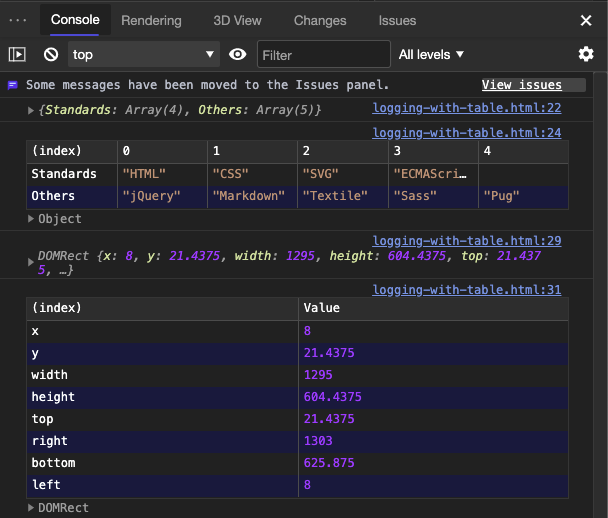 ··· Console Rendering 3D View Changes Issues
top Filter All levels
Some messages have been moved to the Issues panel. View issues
{Standards: Array(4), Others: Array(5)} logging-with-table.html:22
logging-with-table.html:24
(index) 0 1 2 3 4
Standards "HTML" "CSS" "SVG" "ECMAScri…
Others "jQuery" "Markdown" "Textile" "Sass" "Pug"
Object
logging-with-table.html:29
DOMRect {x: 8, y: 21.4375, width: 1295, height: 604.4375, top: 21.437
5, …}
logging-with-table.html:31
(index) Value
x 8
y 21.4375
width 1295
height 604.4375
top 21.4375
right 1303
bottom 625.875
left 8
DOMRect